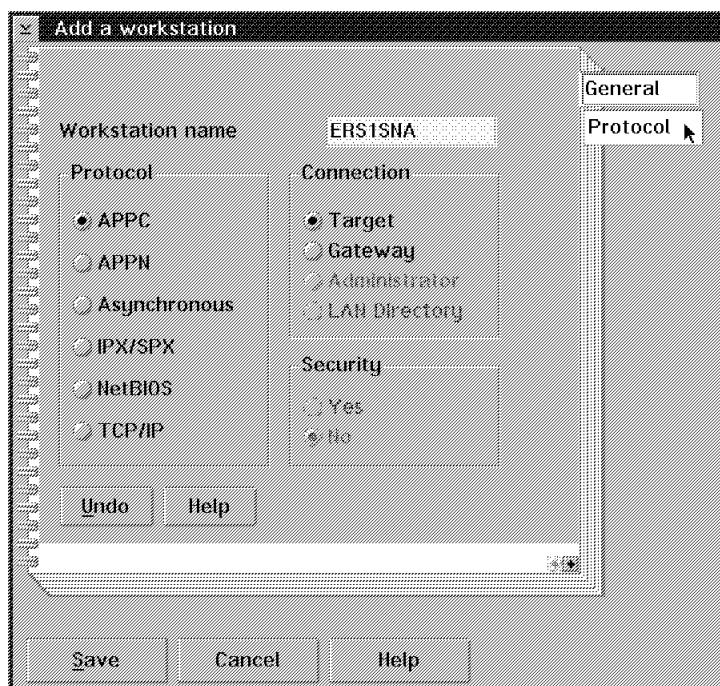 Add a workstation
General
Protocol
Workstation name ERS1SNA
Protocol
APPC
APPN
Asynchronous
IPX/SPX
NetBIOS
TCP/IP
Connection
Target
Gateway
Administrator
LAN Directory
Security
Yes
No
Undo Help
Save Cancel Help